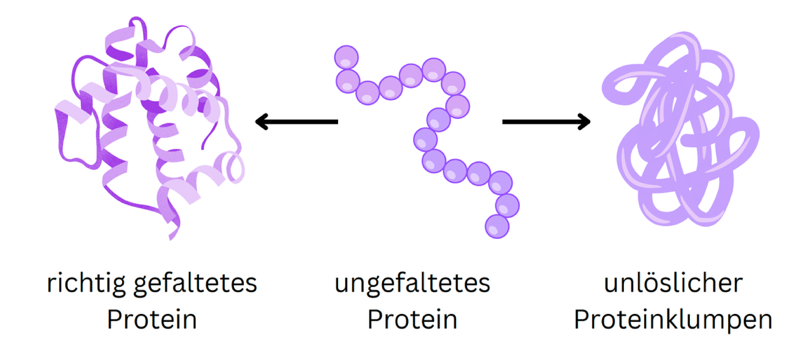 richtig gefaltetes
Protein
ungefaltetes
Protein
unlöslicher
Proteinklumpen